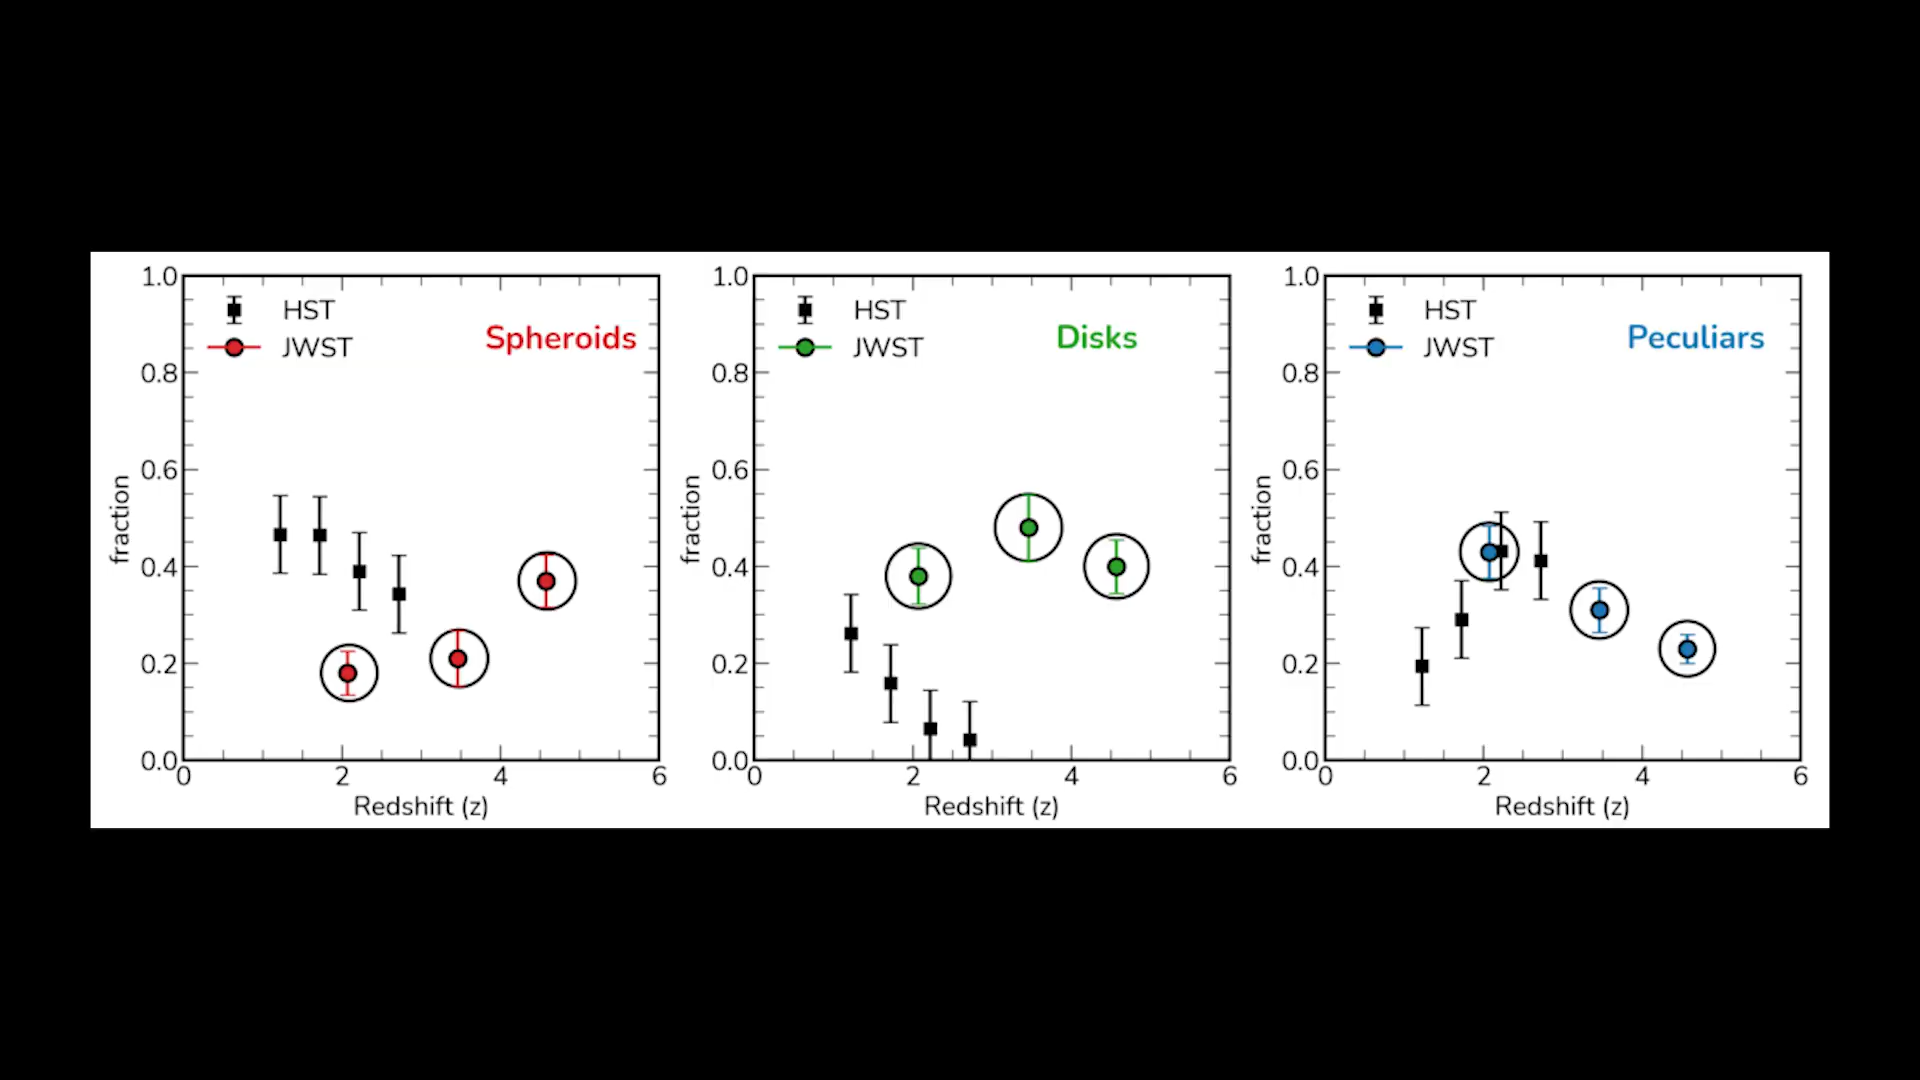 1.0
HST
JWST
Spheroids
0.8
0.6
0.4
0.2
0.0
fraction
0 2 4 6
Redshift (z)
1.0
HST
JWST
Disks
0.8
0.6
0.4
0.2
0.0
fraction
0 2 4 6
Redshift (z)
1.0
HST
JWST
Peculiars
0.8
0.6
0.4
0.2
0.0
fraction
0 2 4 6
Redshift (z)